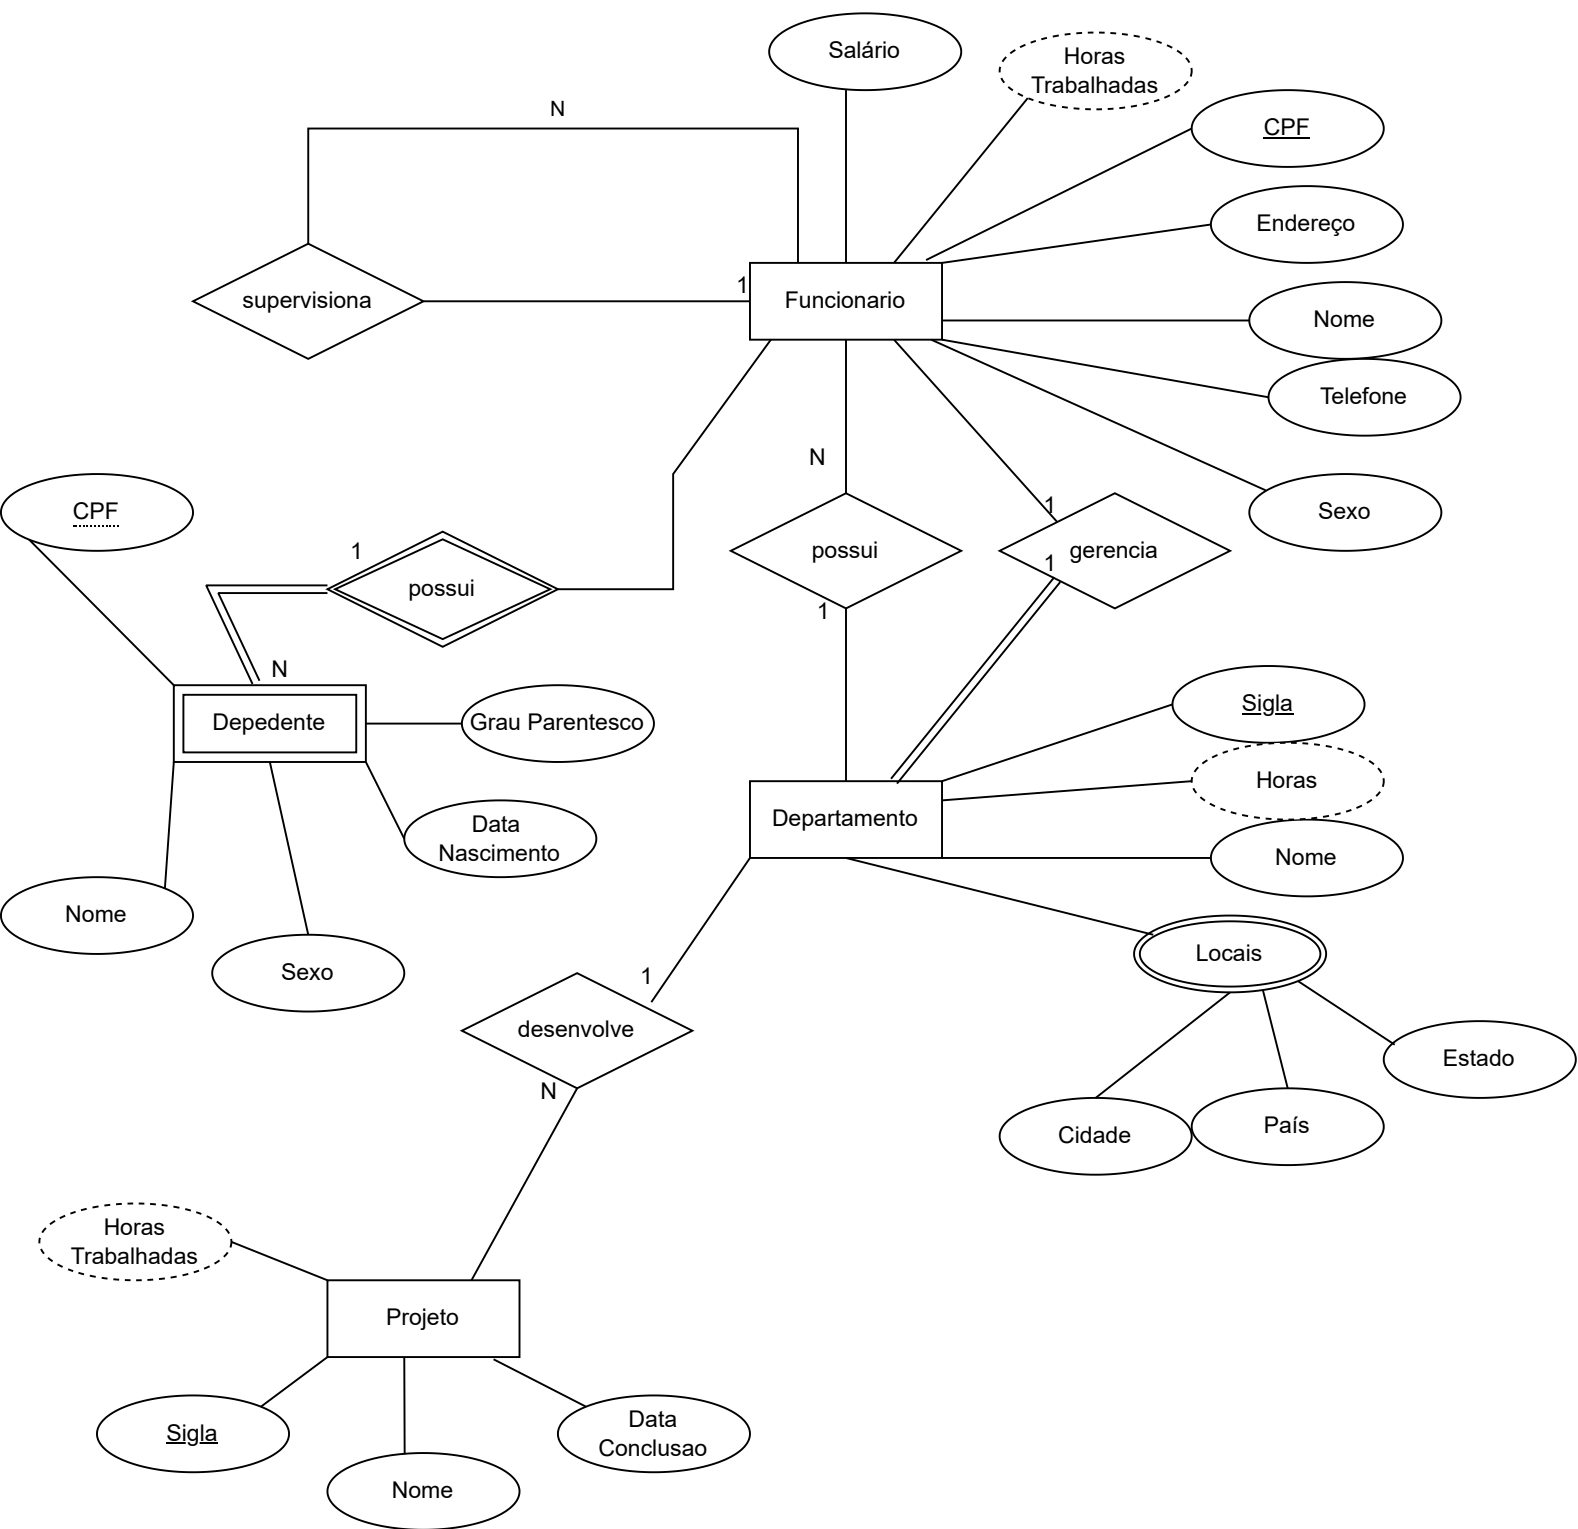 Salário
Horas
Trabalhadas
N
CPF
Endereço
1
supervisiona
Funcionario
Nome
Telefone
N
CPF
1
Sexo
1
possui
gerencia
1
possui
1
N
Sigla
Depedente
Grau Parentesco
Horas
Departamento
Data
Nascimento
Nome
Nome
Locais
Sexo
1
desenvolve
Estado
N
Cidade
País
Horas
Trabalhadas
Projeto
Sigla
Data
Conclusao
Nome